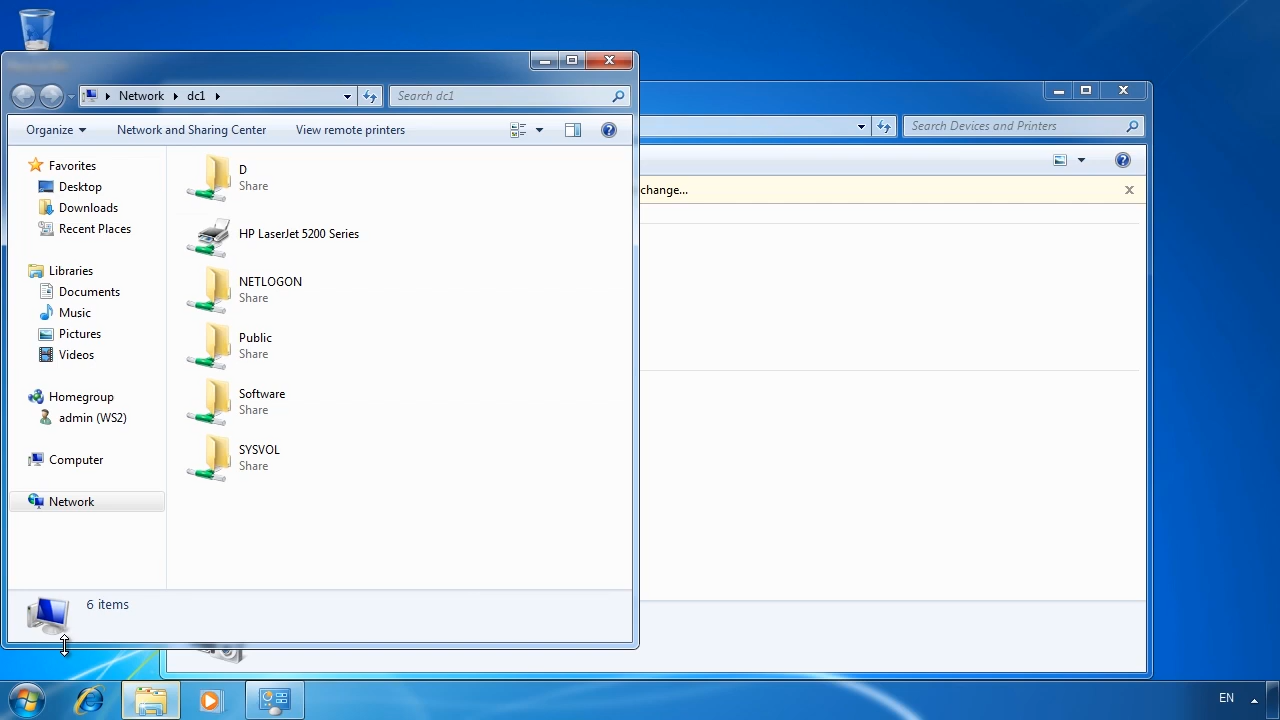 Network
dc1
Search dc1
Search Devices and Printers
Organize
Network and Sharing Center
View remote printers
change...
Favorites
Desktop
Downloads
Recent Places
Libraries
Documents
Music
Pictures
Videos
Homegroup
admin (WS2)
Computer
Network
D
Share
HP LaserJet 5200 Series
NETLOGON
Share
Public
Share
Software
Share
SYSVOL
Share
6 items
EN